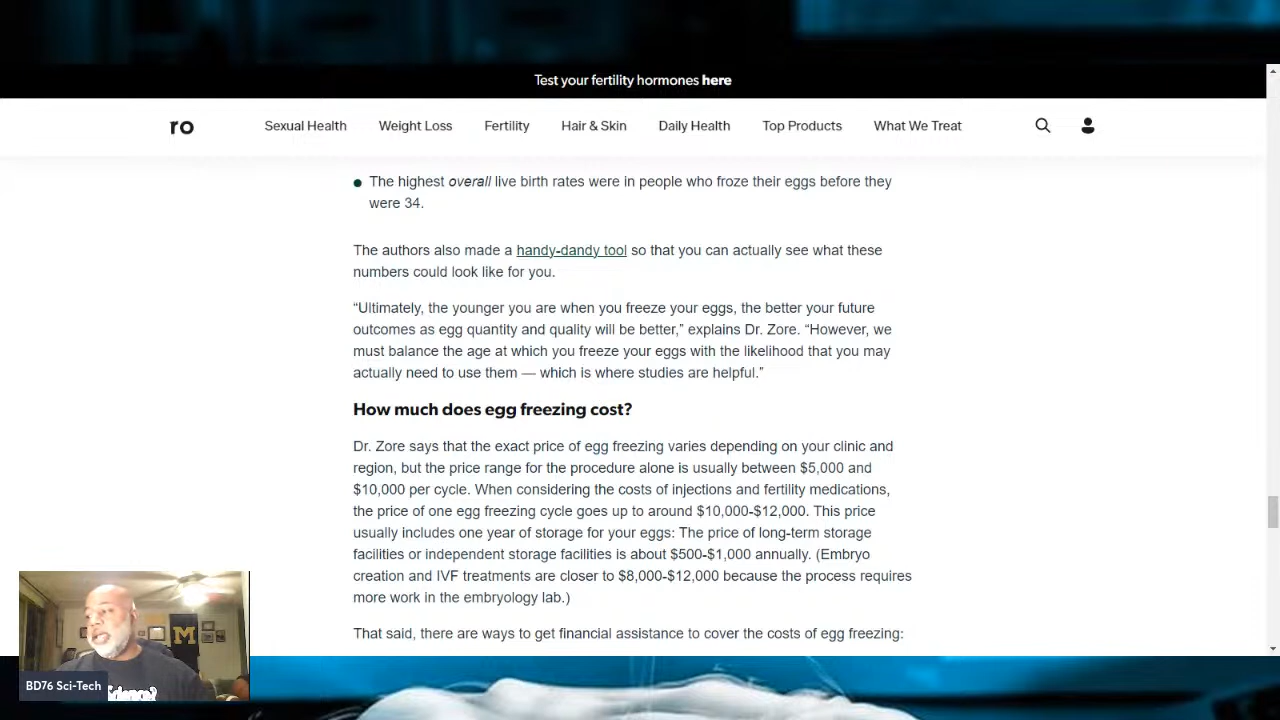 Test your fertility hormones here
ro
Sexual Health Weight Loss Fertility Hair & Skin Daily Health Top Products What We Treat
The highest overall live birth rates were in people who froze their eggs before they
were 34.
The authors also made a handy-dandy tool so that you can actually see what these
numbers could look like for you.
“Ultimately, the younger you are when you freeze your eggs, the better your future
outcomes as egg quantity and quality will be better,” explains Dr. Zore. “However, we
must balance the age at which you freeze your eggs with the likelihood that you may
actually need to use them — which is where studies are helpful.”
How much does egg freezing cost?
Dr. Zore says that the exact price of egg freezing varies depending on your clinic and
region, but the price range for the procedure alone is usually between $5,000 and
$10,000 per cycle. When considering the costs of injections and fertility medications,
the price of one egg freezing cycle goes up to around $10,000-$12,000. This price
usually includes one year of storage for your eggs: The price of long-term storage
facilities or independent storage facilities is about $500-$1,000 annually. (Embryo
creation and IVF treatments are closer to $8,000-$12,000 because the process requires
more work in the embryology lab.)
That said, there are ways to get financial assistance to cover the costs of egg freezing:
M
BD76 Sci-Tech